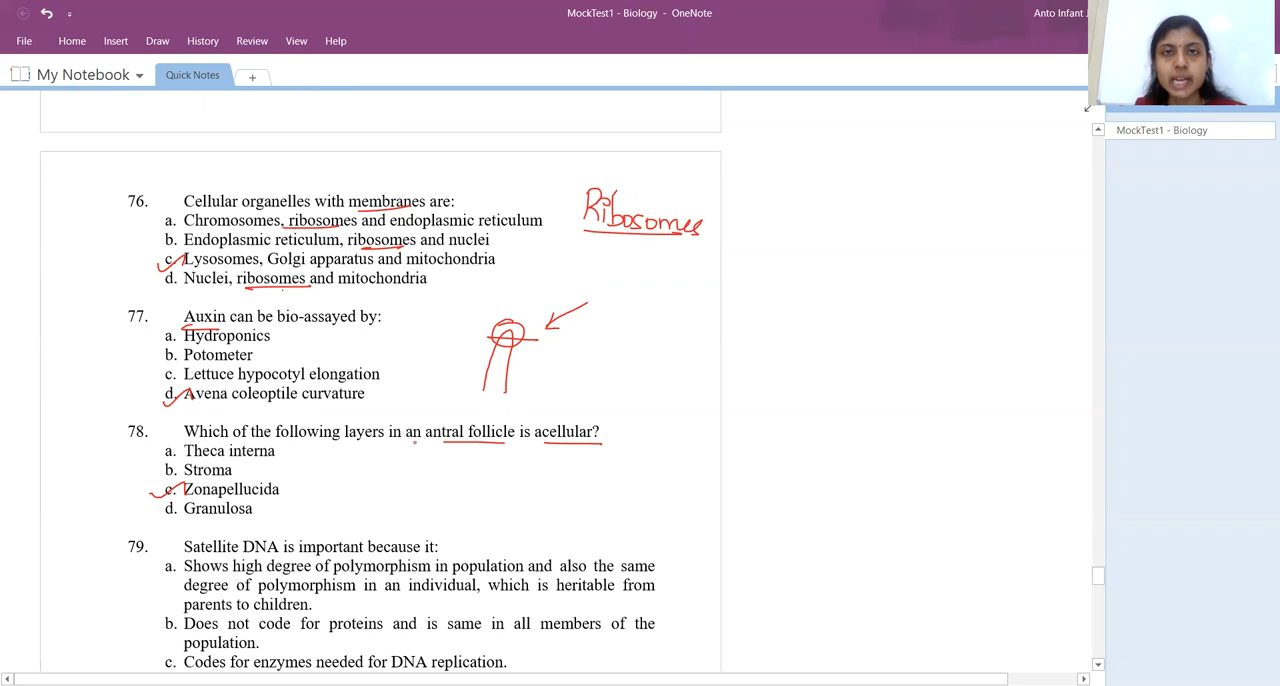 MockTest1 - Biology - OneNote
Anto Infant J
File Home Insert Draw History Review View Help
My Notebook Quick Notes +
MockTest1 - Biology
76. Cellular organelles with membranes are:
a. Chromosomes, ribosomes and endoplasmic reticulum
b. Endoplasmic reticulum, ribosomes and nuclei
c. Lysosomes, Golgi apparatus and mitochondria
d. Nuclei, ribosomes and mitochondria
Ribosomes
77. Auxin can be bio-assayed by:
a. Hydroponics
b. Potometer
c. Lettuce hypocotyl elongation
d. Avena coleoptile curvature
78. Which of the following layers in an antral follicle is acellular?
a. Theca interna
b. Stroma
c. Zonapellucida
d. Granulosa
79. Satellite DNA is important because it:
a. Shows high degree of polymorphism in population and also the same
degree of polymorphism in an individual, which is heritable from
parents to children.
b. Does not code for proteins and is same in all members of the
population.
c. Codes for enzymes needed for DNA replication.